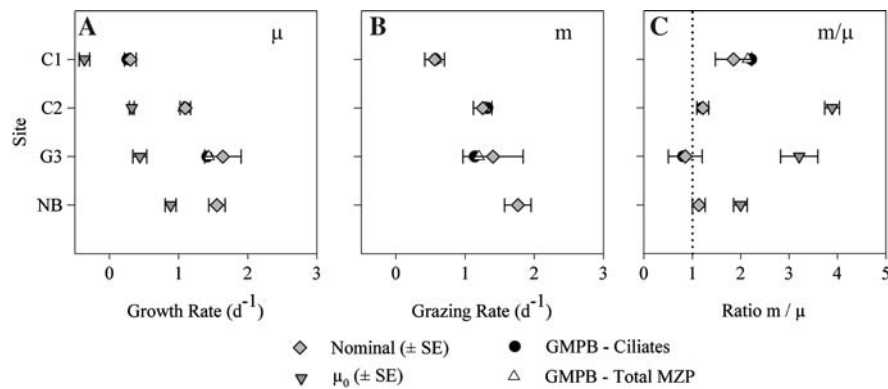 A μ
B m
C m/μ
Site
C1
C2
G3
NB
0 1 2 3
0 1 2 3
0 1 2 3 4 5
Growth Rate (d⁻¹)
Grazing Rate (d⁻¹)
Ratio m / μ
Nominal (± SE)
GMPB - Ciliates
μ₀ (± SE)
GMPB - Total MZP